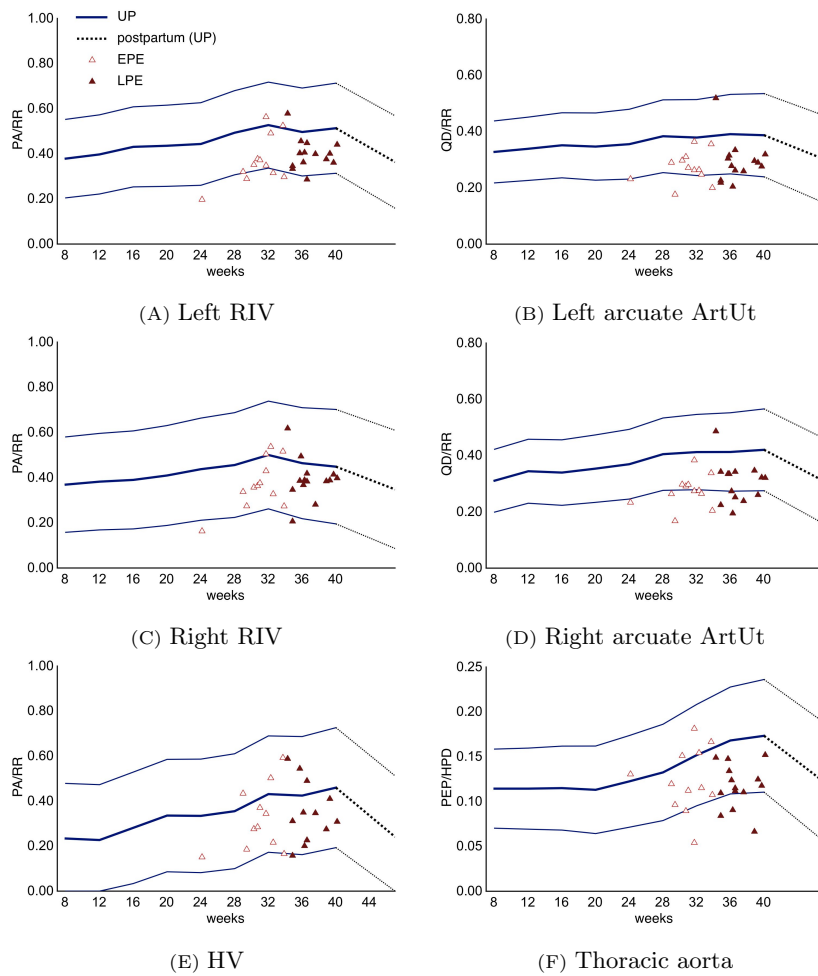 UP
postpartum (UP)
EPE
LPE
1.00
0.80
0.60
0.40
0.20
0.00
PA/RR
8 12 16 20 24 28 32 36 40
weeks
(A) Left RIV
0.80
0.60
0.40
0.20
0.00
QD/RR
8 12 16 20 24 28 32 36 40
weeks
(B) Left arcuate ArtUt
1.00
0.80
0.60
0.40
0.20
0.00
PA/RR
8 12 16 20 24 28 32 36 40
weeks
(C) Right RIV
0.80
0.60
0.40
0.20
0.00
QD/RR
8 12 16 20 24 28 32 36 40
weeks
(D) Right arcuate ArtUt
1.00
0.80
0.60
0.40
0.20
0.00
PA/RR
8 12 16 20 24 28 32 36 40 44
weeks
(E) HV
0.25
0.20
0.15
0.10
0.05
0.00
PEP/HPD
8 12 16 20 24 28 32 36 40
weeks
(F) Thoracic aorta